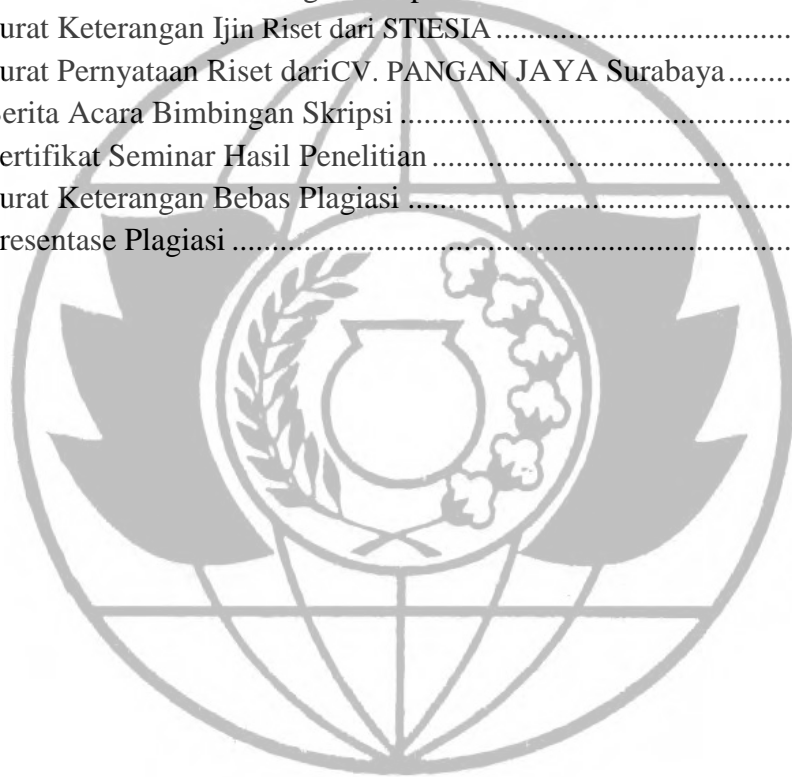 urat Keterangan Ijin Riset dari STIESIA ..........................................
urat Pernyataan Riset dariCV. PANGAN JAYA Surabaya ........
erita Acara Bimbingan Skripsi .....................................................
ertifikat Seminar Hasil Penelitian .................................................
urat Keterangan Bebas Plagiasi ....................................................
resentase Plagiasi .........................................................................